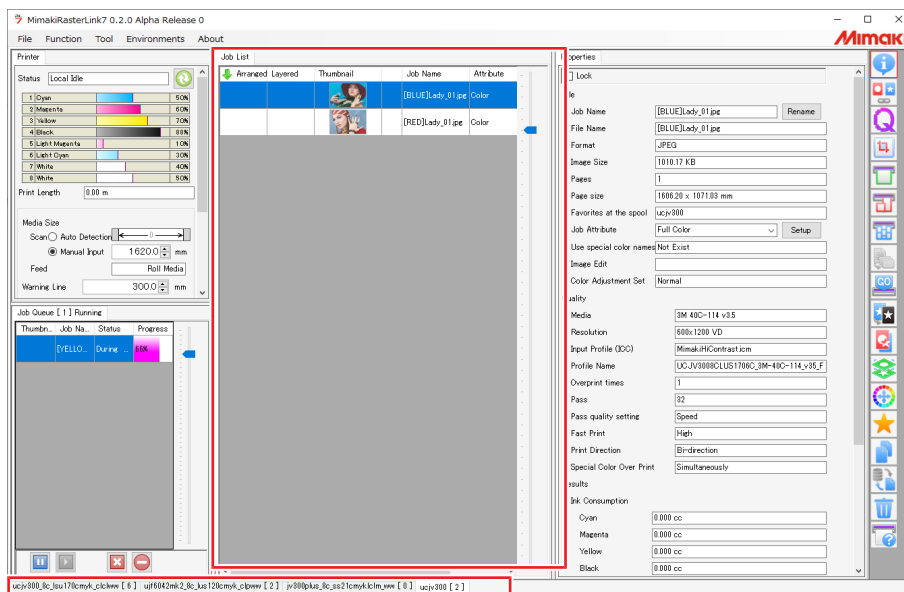 MimakiRasterLink7 0.2.0 Alpha Release 0
File Function Tool Environments About
Mimaki
Printer
Status Local Idle
1 Cyan 50%
2 Magenta 60%
3 Yellow 70%
4 Black 88%
5 Light Magenta 10%
6 Light Cyan 30%
7 White 40%
8 White 50%
Print Length 0.00 m
Media Size
Scan Auto Detection 0
Manual Input 1620.0 mm
Feed Roll Media
Warning Line 300.0 mm
Job Queue [ 1 ] Running
Thumbn... Job Na... Status Progress
[YELLO... During ... 66%
Job List
Arranged Layered Thumbnail Job Name Attribute
[BLUE]Lady_01.jpg Color
[RED]Lady_01.jpg Color
operties
Lock
le
Job Name [BLUE]Lady_01.jpg Rename
File Name [BLUE]Lady_01.jpg
Format JPEG
Image Size 1010.17 KB
Pages 1
Page size 1606.20 x 1071.03 mm
Favorites at the spool ucjv300
Job Attribute Full Color Setup
Use special color names Not Exist
Image Edit
Color Adjustment Set Normal
uality
Media 3M 40C-114 v3.5
Resolution 600x1200 VD
Input Profile (ICC) MimakiHiContrast.icm
Profile Name UCJV3008CLUS1706C_3M-40C-114_v35_F
Overprint times 1
Pass 32
Pass quality setting Speed
Fast Print High
Print Direction Bi-direction
Special Color Over Print Simultaneously
esults
Ink Consumption
Cyan 0.000 cc
Magenta 0.000 cc
Yellow 0.000 cc
Black 0.000 cc
GO
ucjv300_8c_lsu170cmyk_clclww [ 6 ] ujf6042mk2_8c_lus120cmyk_clpww [ 2 ] jv300plus_8c_ss21cmyklclm_ww [ 0 ] ucjv300 [ 2 ]